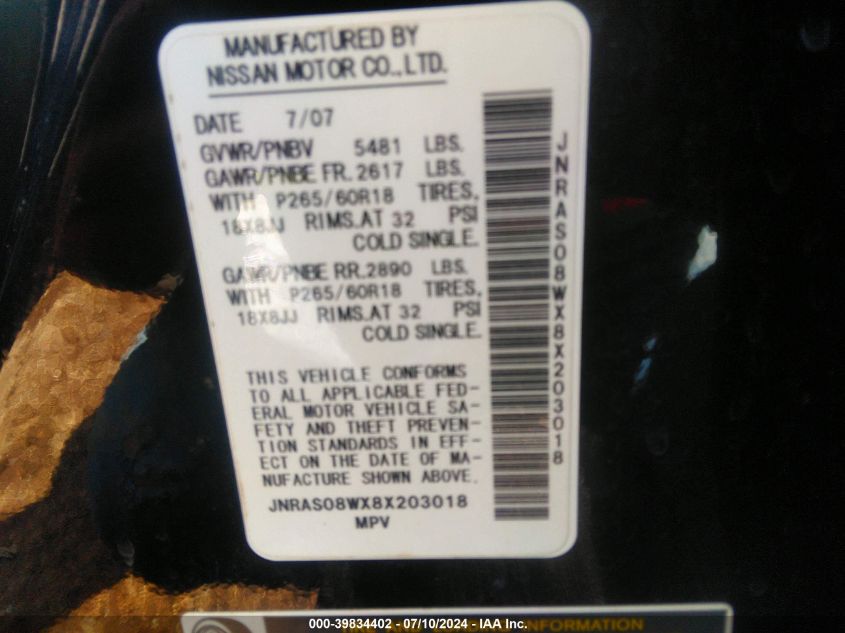 MANUFACTURED BY
NISSAN MOTOR CO.,LTD.
DATE 7/07
GVWR/PNBV 5481 LBS.
GAWR/PNBE FR. 2617 LBS.
WITH P265/60R18 TIRES,
18X8JJ RIMS.AT 32 PSI
COLD SINGLE.
GAWR/PNBE RR. 2890 LBS.
WITH P265/60R18 TIRES,
18X8JJ RIMS.AT 32 PSI
COLD SINGLE.
THIS VEHICLE CONFORMS
TO ALL APPLICABLE FED-
ERAL MOTOR VEHICLE SA-
FETY AND THEFT PREVEN-
TION STANDARDS IN EFF-
ECT ON THE DATE OF MA-
NUFACTURE SHOWN ABOVE.
JNRAS08WX8X203018
MPV
JNRAS08WX8X203018
TIRE AND LOADING INFORMATION
000-39834402 - 07/10/2024 - IAA Inc.